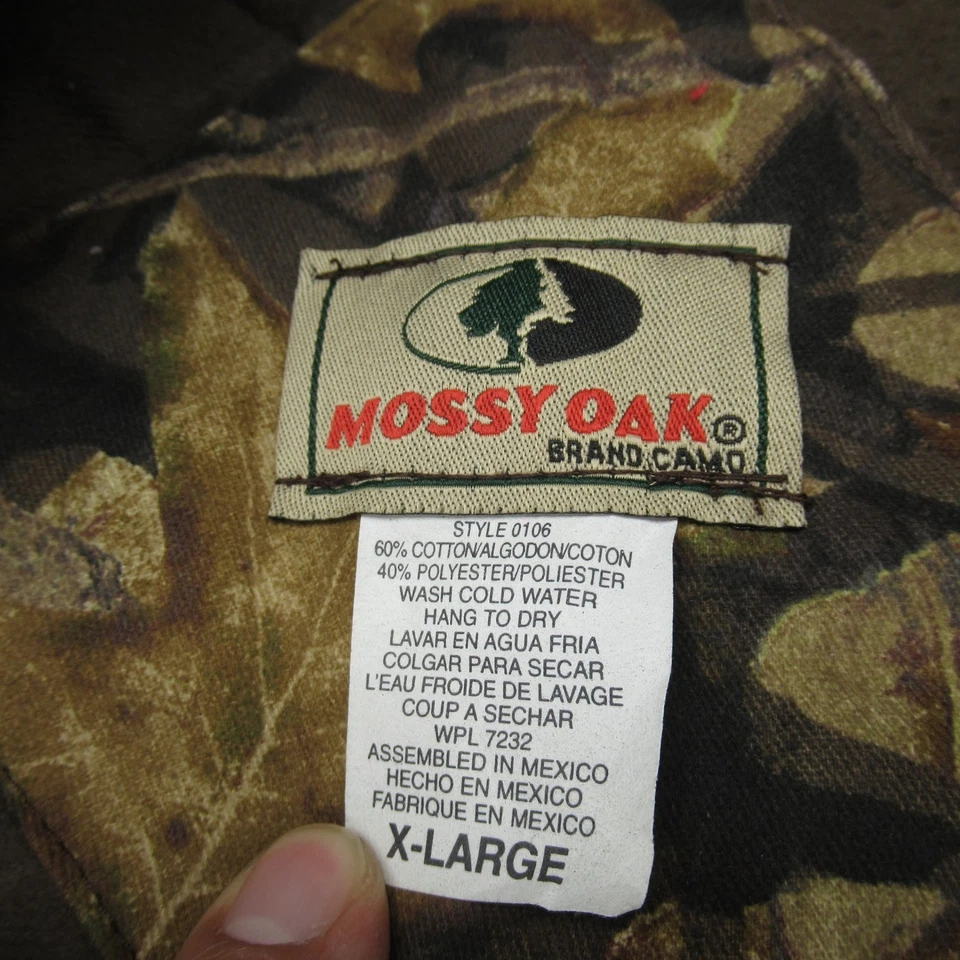 MOSSY OAK®
BRAND CAMO
STYLE 0106
60% COTTON/ALGODON/COTON
40% POLYESTER/POLIESTER
WASH COLD WATER
HANG TO DRY
LAVAR EN AGUA FRIA
COLGAR PARA SECAR
L'EAU FROIDE DE LAVAGE
COUP A SECHAR
WPL 7232
ASSEMBLED IN MEXICO
HECHO EN MEXICO
FABRIQUE EN MEXICO
X-LARGE